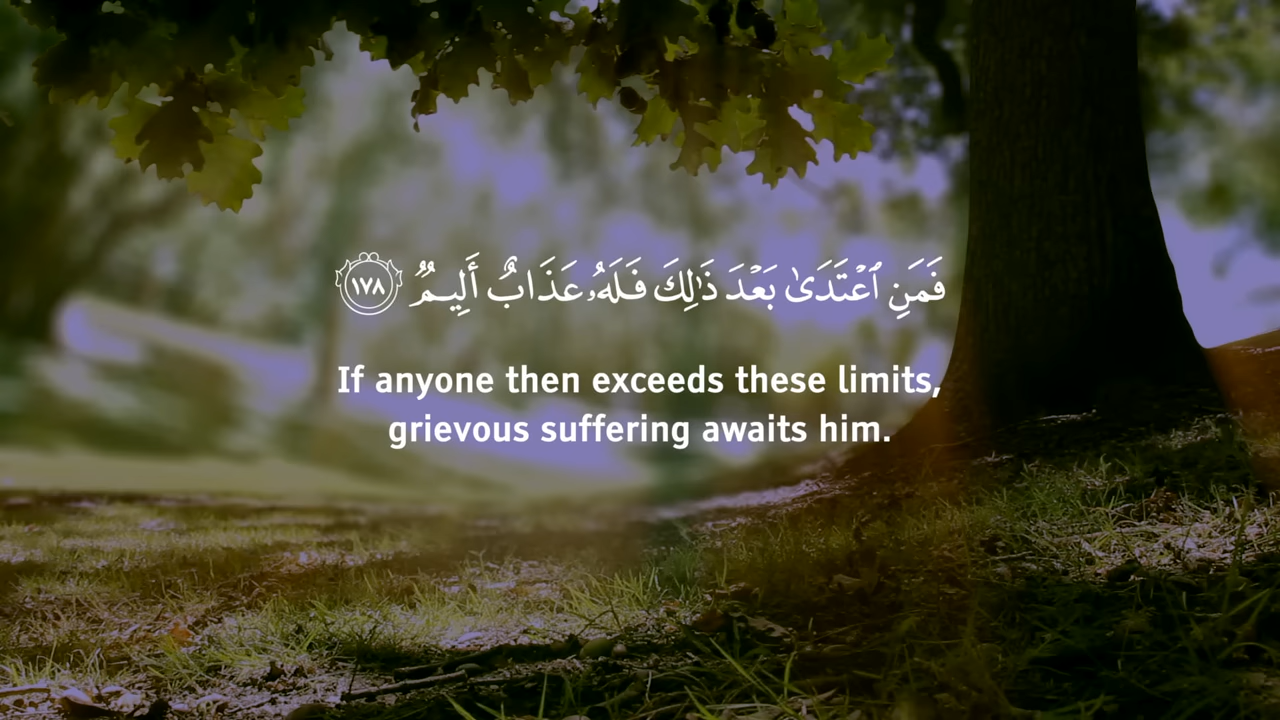 فَمَنِ ٱعْتَدَىٰ بَعْدَ ذَٰلِكَ فَلَهُۥ عَذَابٌ أَلِيمٌ ١٧٨
If anyone then exceeds these limits,
grievous suffering awaits him.